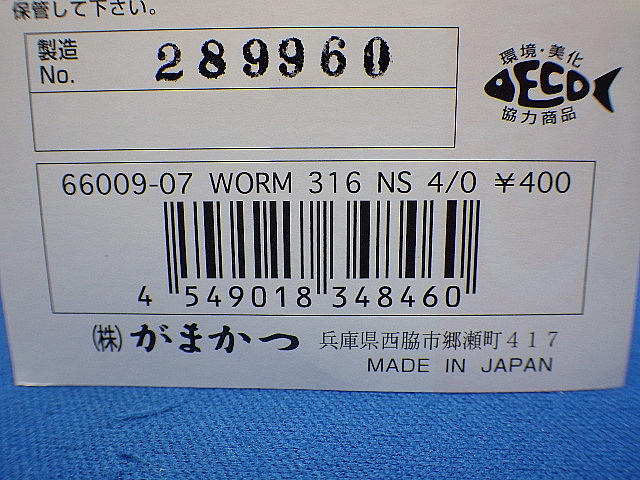 保管して下さい。
製造
No. 289960
環境・美化
ECO
協力商品
66009-07 WORM 316 NS 4/0 ¥400
4 549018 348460
(株) がまかつ 兵庫県西脇市郷瀬町417
MADE IN JAPAN